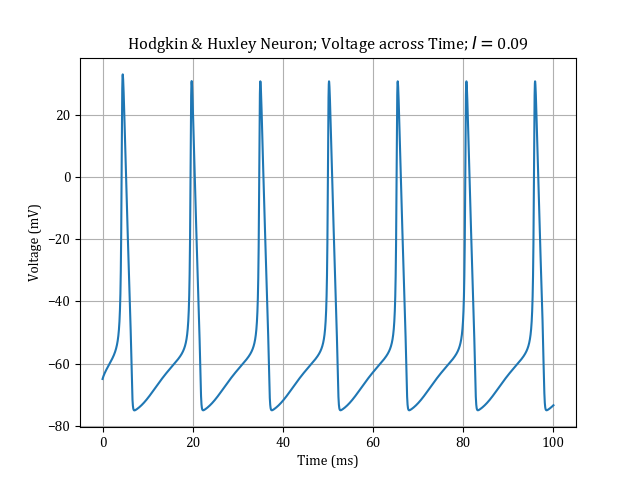 Hodgkin & Huxley Neuron; Voltage across Time; I = 0.09
Voltage (mV)
20
0
−20
−40
−60
−80
0 20 40 60 80 100
Time (ms)